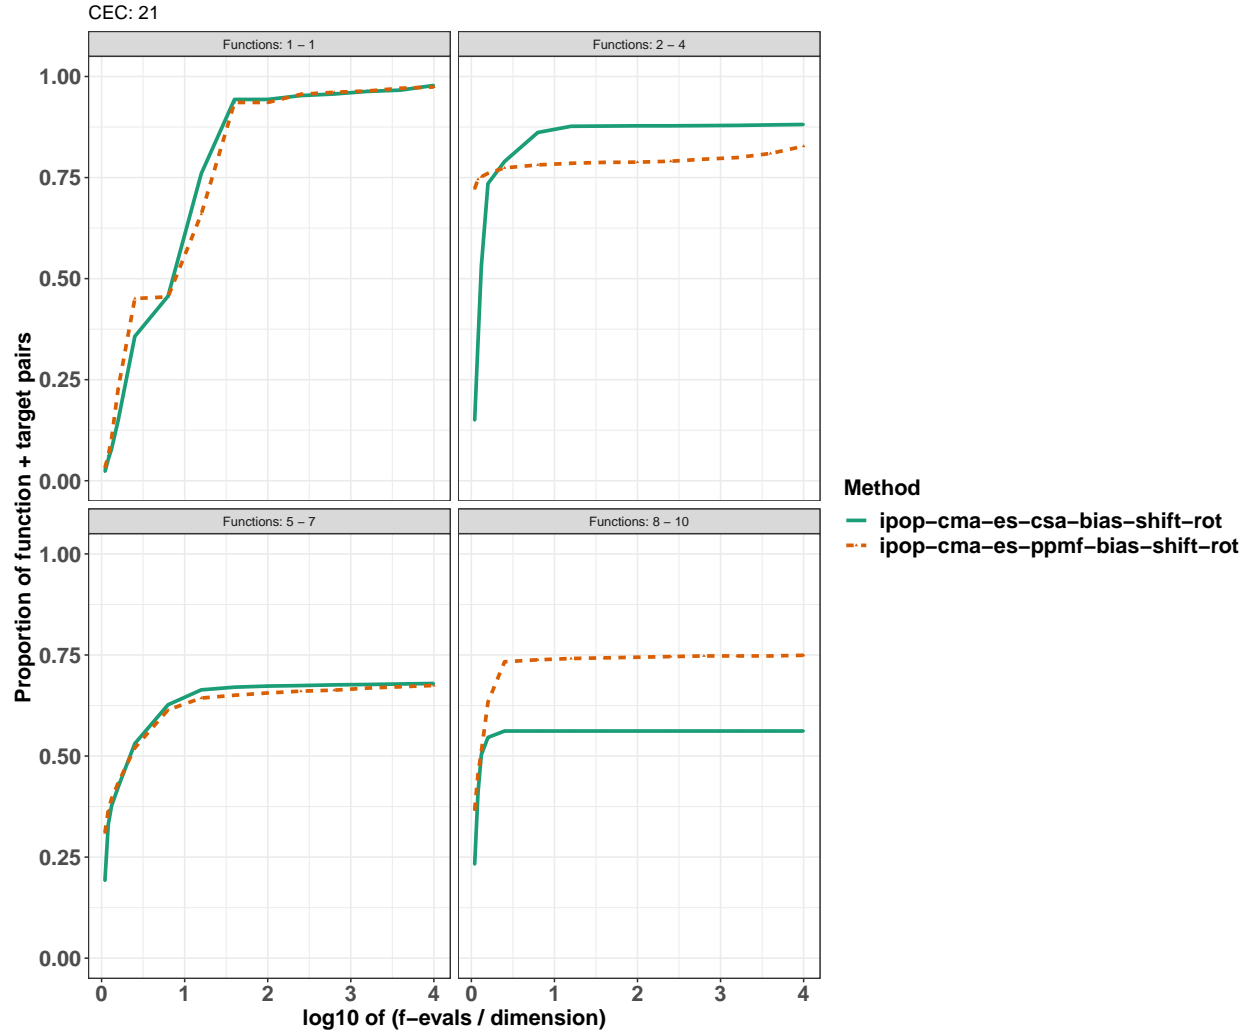 CEC: 21
Functions: 1 − 1
Functions: 2 − 4
1.00
0.75
0.50
0.25
0.00
Functions: 5 − 7
Functions: 8 − 10
1.00
0.75
0.50
0.25
0.00
0 1 2 3 4
0 1 2 3 4
log10 of (f−evals / dimension)
Proportion of function + target pairs
Method
ipop−cma−es−csa−bias−shift−rot
ipop−cma−es−ppmf−bias−shift−rot